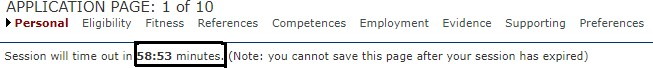 APPLICATION PAGE: 1 of 10
Personal Eligibility Fitness References Competences Employment Evidence Supporting Preferences
Session will time out in 58:53 minutes. (Note: you cannot save this page after your session has expired)